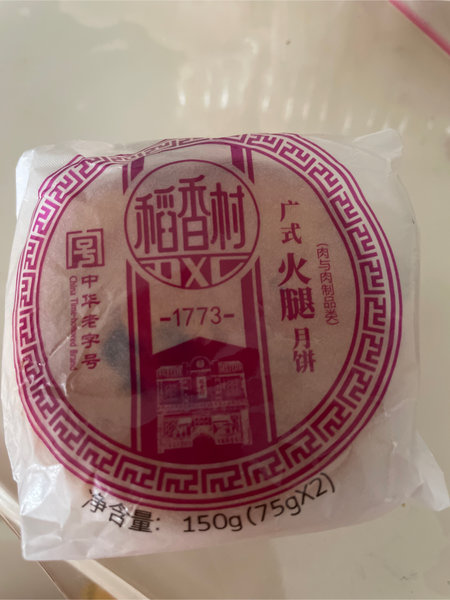 稻香村
DXC
-1773-
中华老字号
China Time-honored Brand
广式火腿月饼
(肉与肉制品类)
净含量: 150g(75gX2)